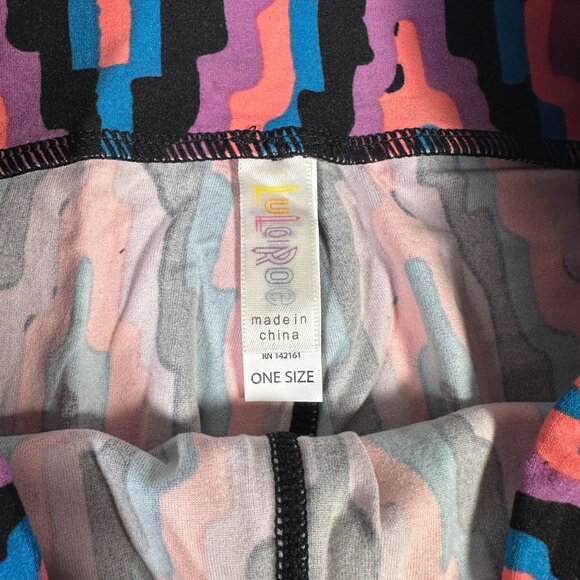 LuLaRoe
made in
china
RN 142161
ONE SIZE